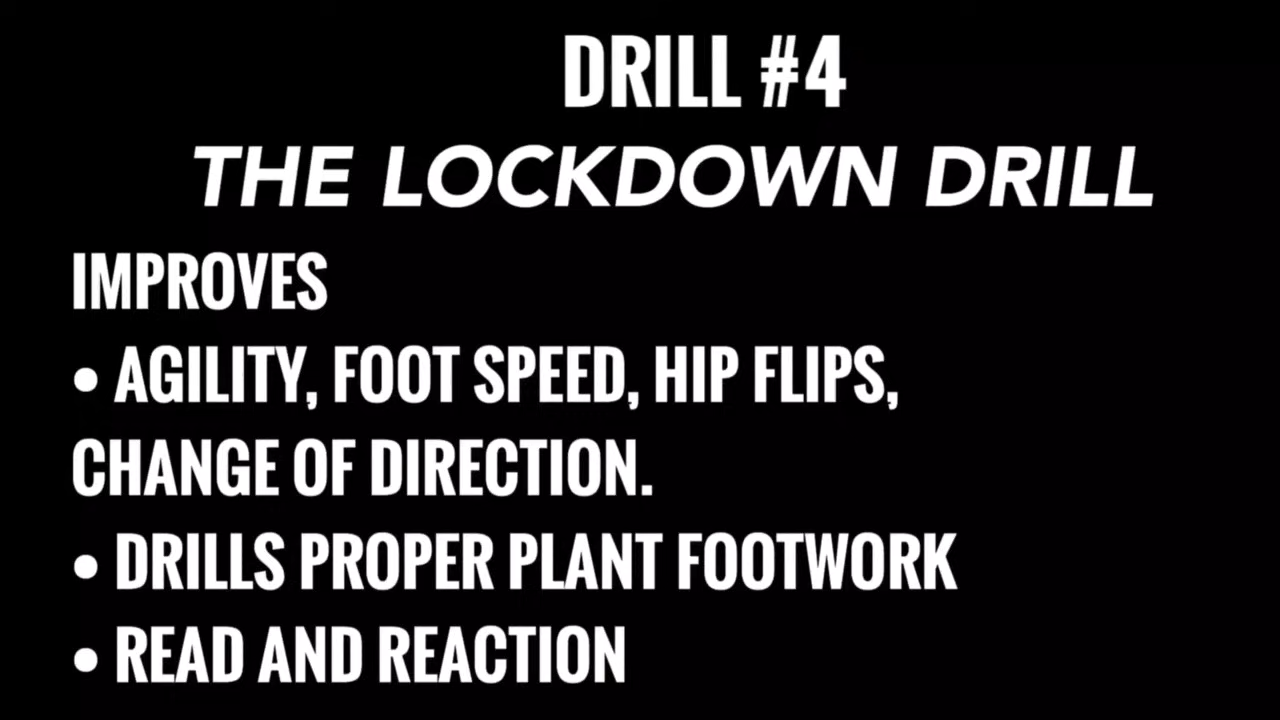 DRILL #4
THE LOCKDOWN DRILL
IMPROVES
• AGILITY, FOOT SPEED, HIP FLIPS,
CHANGE OF DIRECTION.
• DRILLS PROPER PLANT FOOTWORK
• READ AND REACTION